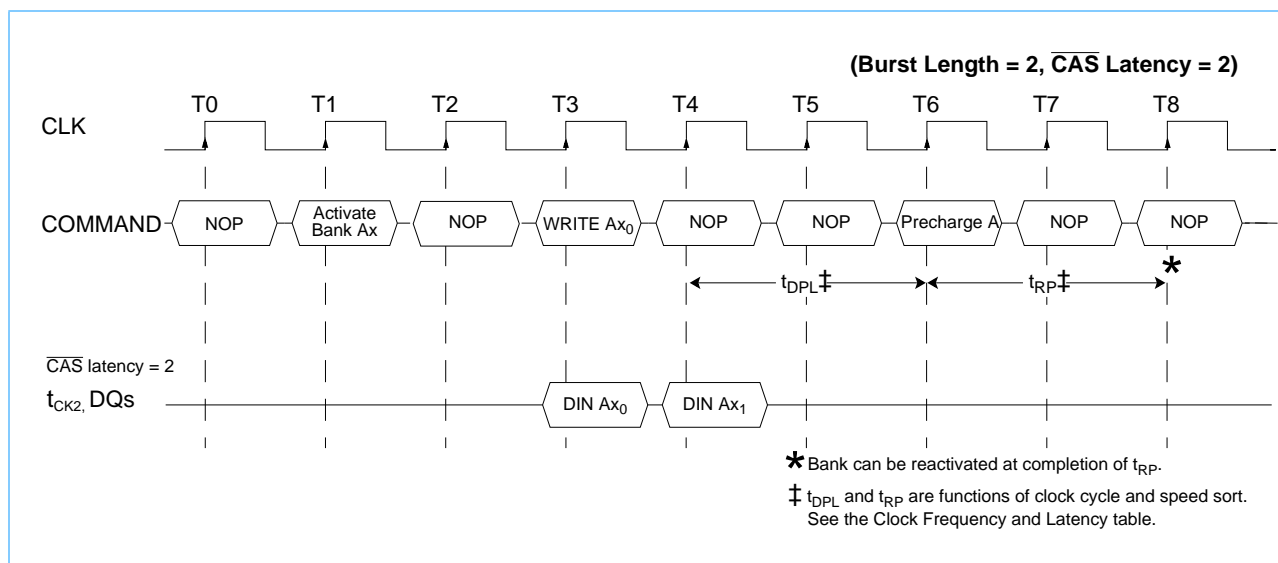 (Burst Length = 2, CAS Latency = 2)
T0 T1 T2 T3 T4 T5 T6 T7 T8
CLK
COMMAND NOP Activate Bank Ax NOP WRITE Ax0 NOP NOP Precharge A NOP NOP
*
tDPL‡ tRP‡
CAS latency = 2
tCK2, DQs DIN Ax0 DIN Ax1
* Bank can be reactivated at completion of tRP.
‡ tDPL and tRP are functions of clock cycle and speed sort.
See the Clock Frequency and Latency table.